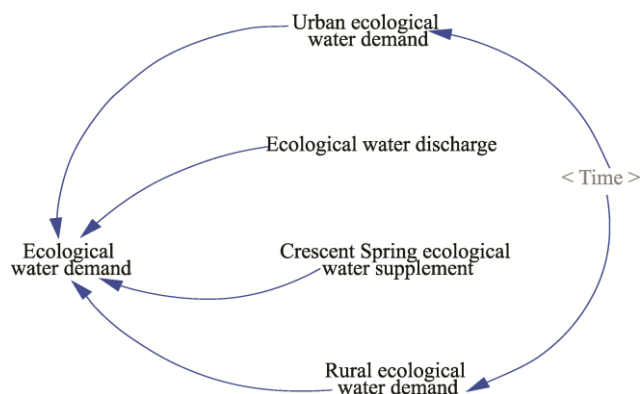 Urban ecological
water demand
Ecological water discharge
< Time >
Ecological
water demand
Crescent Spring ecological
water supplement
Rural ecological
water demand